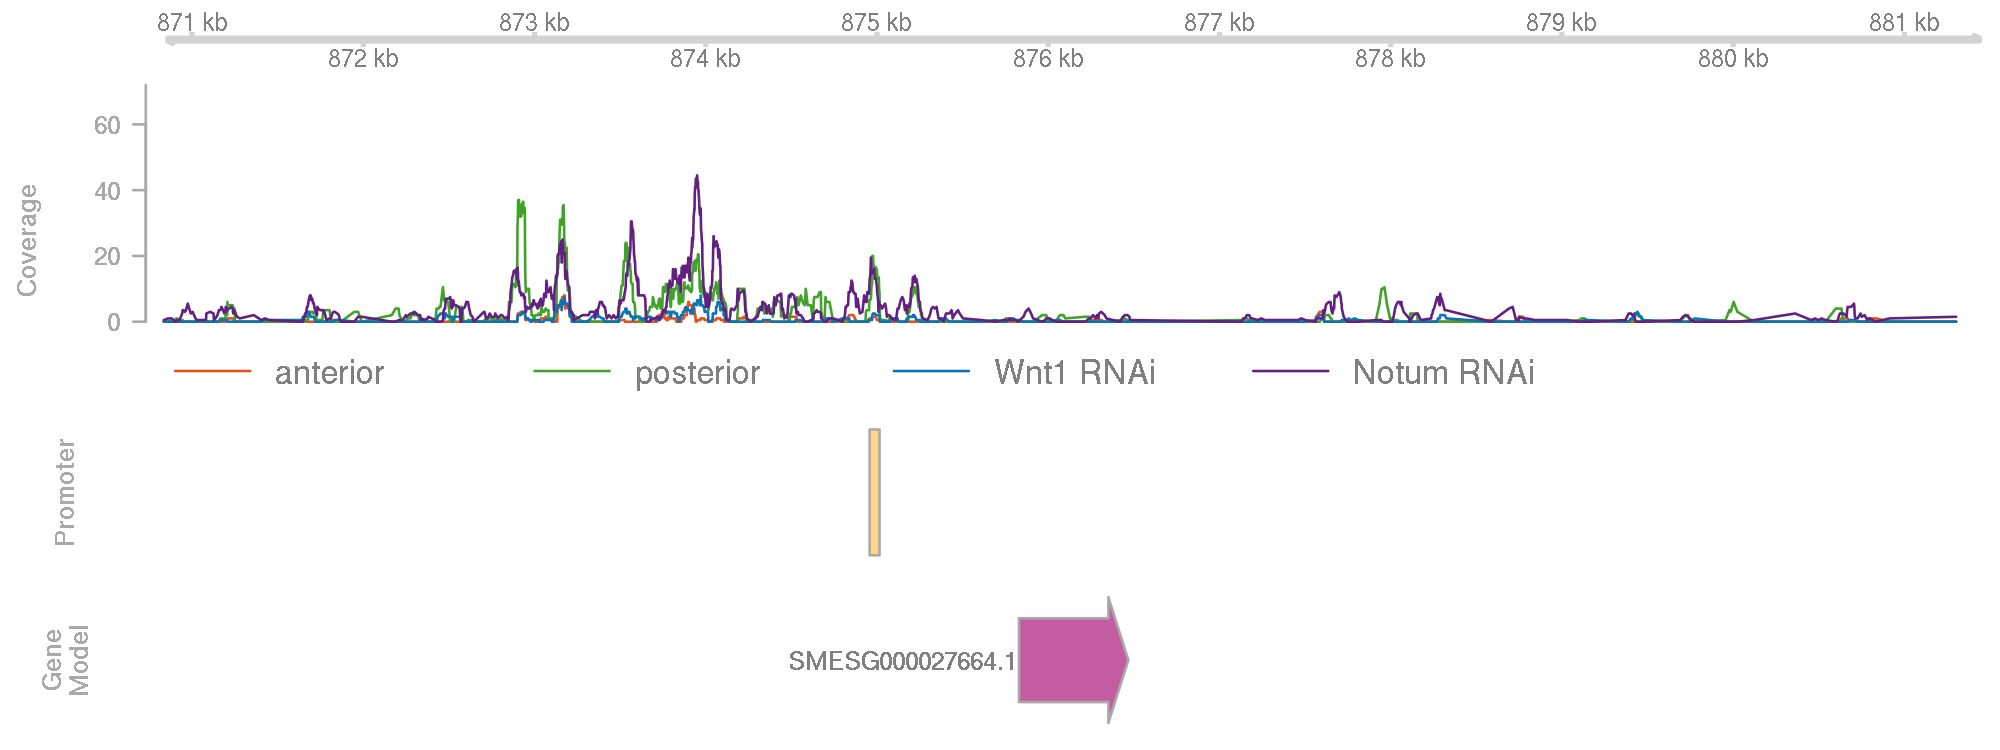 871 kb 873 kb 875 kb 877 kb 879 kb 881 kb
872 kb 874 kb 876 kb 878 kb 880 kb
Coverage
60
40
20
0
anterior posterior Wnt1 RNAi Notum RNAi
Promoter
0
Gene
Model
SMESG000027664.1